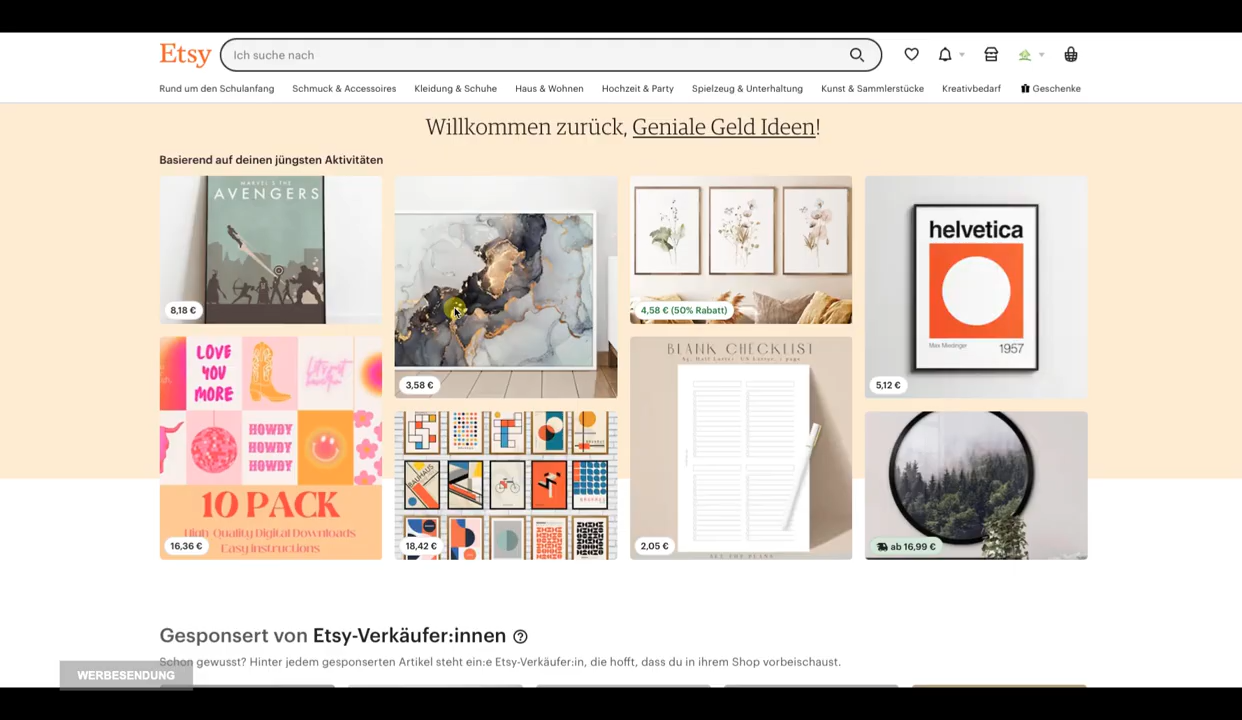 Etsy
Ich suche nach
Rund um den Schulanfang
Schmuck & Accessoires
Kleidung & Schuhe
Haus & Wohnen
Hochzeit & Party
Spielzeug & Unterhaltung
Kunst & Sammlerstücke
Kreativbedarf
Geschenke
Willkommen zurück, Geniale Geld Ideen!
Basierend auf deinen jüngsten Aktivitäten
MARVEL'S THE
AVENGERS
8,18 €
3,58 €
4,58 € (50% Rabatt)
helvetica
Max Miedinger
1957
5,12 €
LOVE
YOU
MORE
HOWDY
HOWDY
HOWDY
10 PACK
High-Quality Digital Downloads
Easy Instructions
16,36 €
BAUHAUS
18,42 €
BLANK CHECKLIST
2,05 €
ALL THE PLANS
ab 16,99 €
Gesponsert von Etsy-Verkäufer:innen
Schon gewusst? Hinter jedem gesponserten Artikel steht ein:e Etsy-Verkäufer:in, die hofft, dass du in ihrem Shop vorbeischaust.
WERBESENDUNG